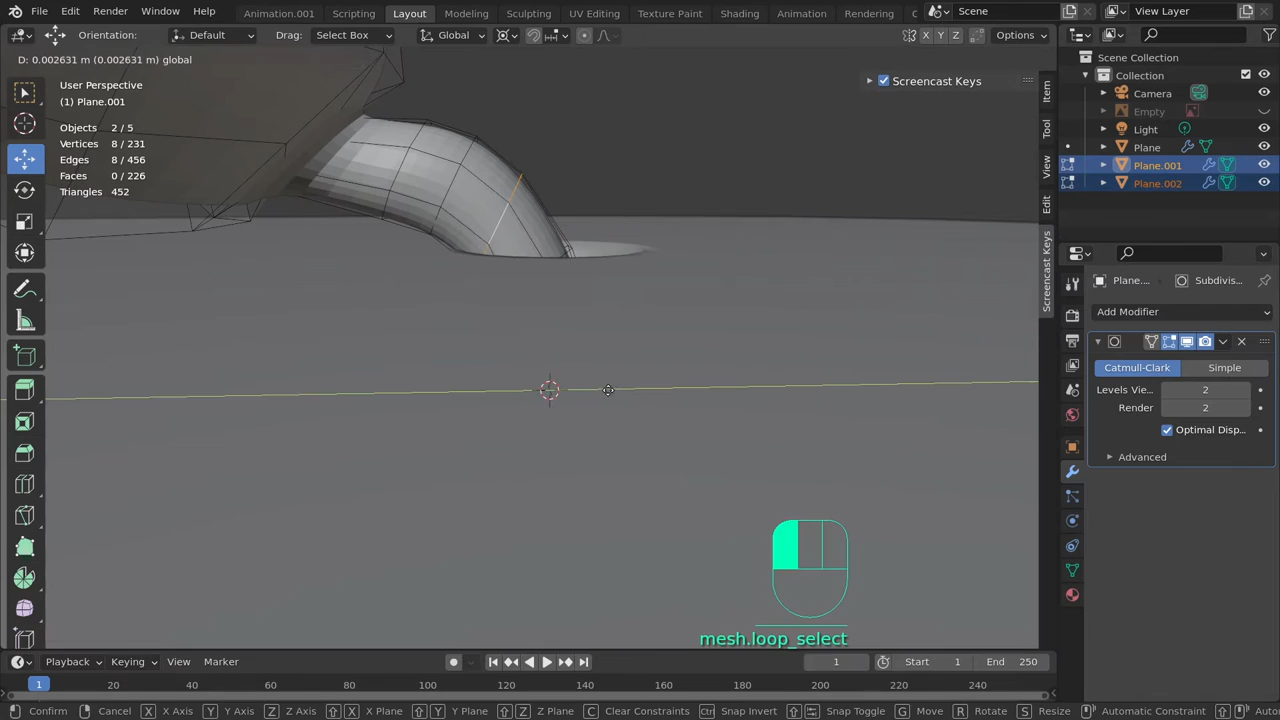 File Edit Render Window Help
Animation.001 Scripting Layout Modeling Sculpting UV Editing Texture Paint Shading Animation Rendering C
Scene View Layer
Orientation: Default Drag: Select Box Global X Y Z Options
D: 0.002631 m (0.002631 m) global
User Perspective
(1) Plane.001
Objects 2 / 5
Vertices 8 / 231
Edges 8 / 456
Faces 0 / 226
Triangles 452
Screencast Keys
Item
Tool
View
Edit
Screencast Keys
Scene Collection
Collection
Camera
Empty
Light
Plane
Plane.001
Plane.002
Plane.... Subdivis...
Add Modifier
Catmull-Clark Simple
Levels Vie... 2
Render 2
Optimal Disp...
Advanced
mesh.loop_select
Playback Keying View Marker 1 Start 1 End 250
1 20 40 60 80 100 120 140 160 180 200 220 240
Confirm Cancel X X Axis Y Y Axis Z Z Axis X X Plane Y Y Plane Z Z Plane C Clear Constraints Ctrl Snap Invert Snap Toggle G Move R Rotate S Resize Automatic Constraint Auto